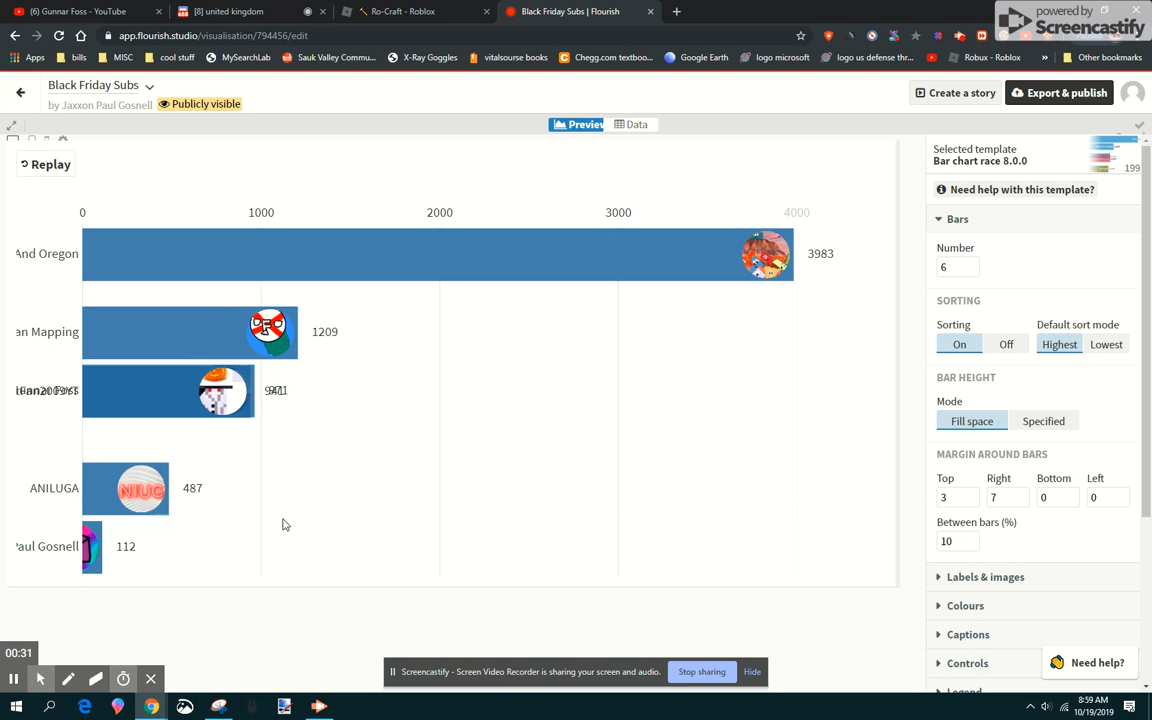 (6) Gunnar Foss - YouTube
[8] united kingdom
Ro-Craft - Roblox
Black Friday Subs | Flourish
powered by
Screencastify
app.flourish.studio/visualisation/794456/edit
Apps
bills
MISC
cool stuff
MySearchLab
Sauk Valley Commu...
X-Ray Goggles
vitalsourse books
Chegg.com textboo...
Google Earth
logo microsoft
logo us defense thr...
Robux - Roblox
»
Other bookmarks
Black Friday Subs
by Jaxxon Paul Gosnell
Publicly visible
Create a story
Export & publish
Preview
Data
Replay
0 1000 2000 3000 4000
And Oregon 3983
an Mapping 1209
971
ANILUGA NIUG 487
Paul Gosnell 112
Selected template
Bar chart race 8.0.0
199
Need help with this template?
Bars
Number
6
SORTING
Sorting Default sort mode
On Off Highest Lowest
BAR HEIGHT
Mode
Fill space Specified
MARGIN AROUND BARS
Top Right Bottom Left
3 7 0 0
Between bars (%)
10
Labels & images
Colours
Captions
Controls
Legend
Need help?
00:31
Screencastify - Screen Video Recorder is sharing your screen and audio.
Stop sharing
Hide
8:59 AM
10/19/2019